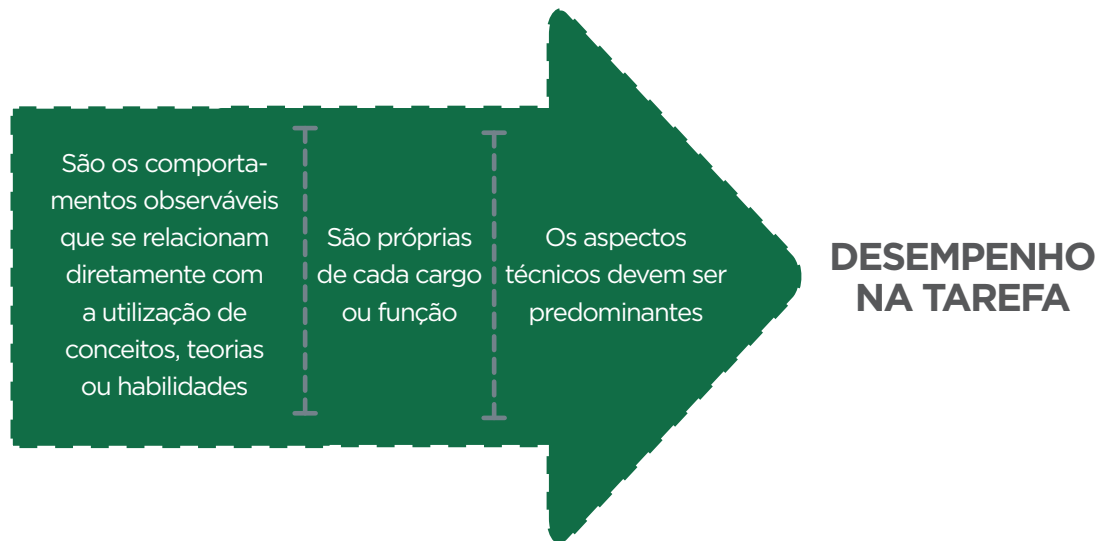 São os comporta-
mentos observáveis
que se relacionam
diretamente com
a utilização de
conceitos, teorias
ou habilidades
São próprias
de cada cargo
ou função
Os aspectos
técnicos devem ser
predominantes
DESEMPENHO
NA TAREFA